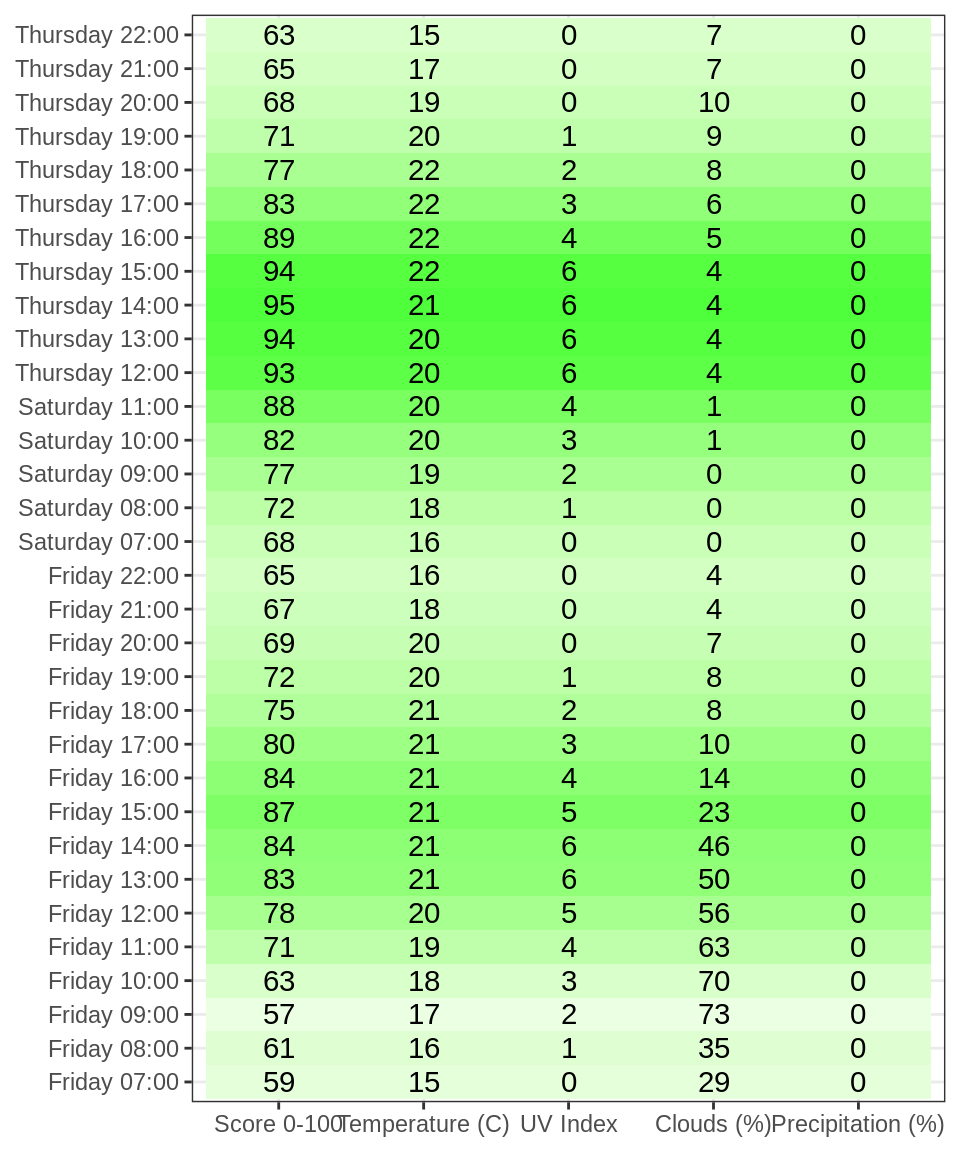 Thursday 22:00 63 15 0 7 0
Thursday 21:00 65 17 0 7 0
Thursday 20:00 68 19 0 10 0
Thursday 19:00 71 20 1 9 0
Thursday 18:00 77 22 2 8 0
Thursday 17:00 83 22 3 6 0
Thursday 16:00 89 22 4 5 0
Thursday 15:00 94 22 6 4 0
Thursday 14:00 95 21 6 4 0
Thursday 13:00 94 20 6 4 0
Thursday 12:00 93 20 6 4 0
Saturday 11:00 88 20 4 1 0
Saturday 10:00 82 20 3 1 0
Saturday 09:00 77 19 2 0 0
Saturday 08:00 72 18 1 0 0
Saturday 07:00 68 16 0 0 0
Friday 22:00 65 16 0 4 0
Friday 21:00 67 18 0 4 0
Friday 20:00 69 20 0 7 0
Friday 19:00 72 20 1 8 0
Friday 18:00 75 21 2 8 0
Friday 17:00 80 21 3 10 0
Friday 16:00 84 21 4 14 0
Friday 15:00 87 21 5 23 0
Friday 14:00 84 21 6 46 0
Friday 13:00 83 21 6 50 0
Friday 12:00 78 20 5 56 0
Friday 11:00 71 19 4 63 0
Friday 10:00 63 18 3 70 0
Friday 09:00 57 17 2 73 0
Friday 08:00 61 16 1 35 0
Friday 07:00 59 15 0 29 0
Score 0-100 Temperature (C) UV Index Clouds (%) Precipitation (%)